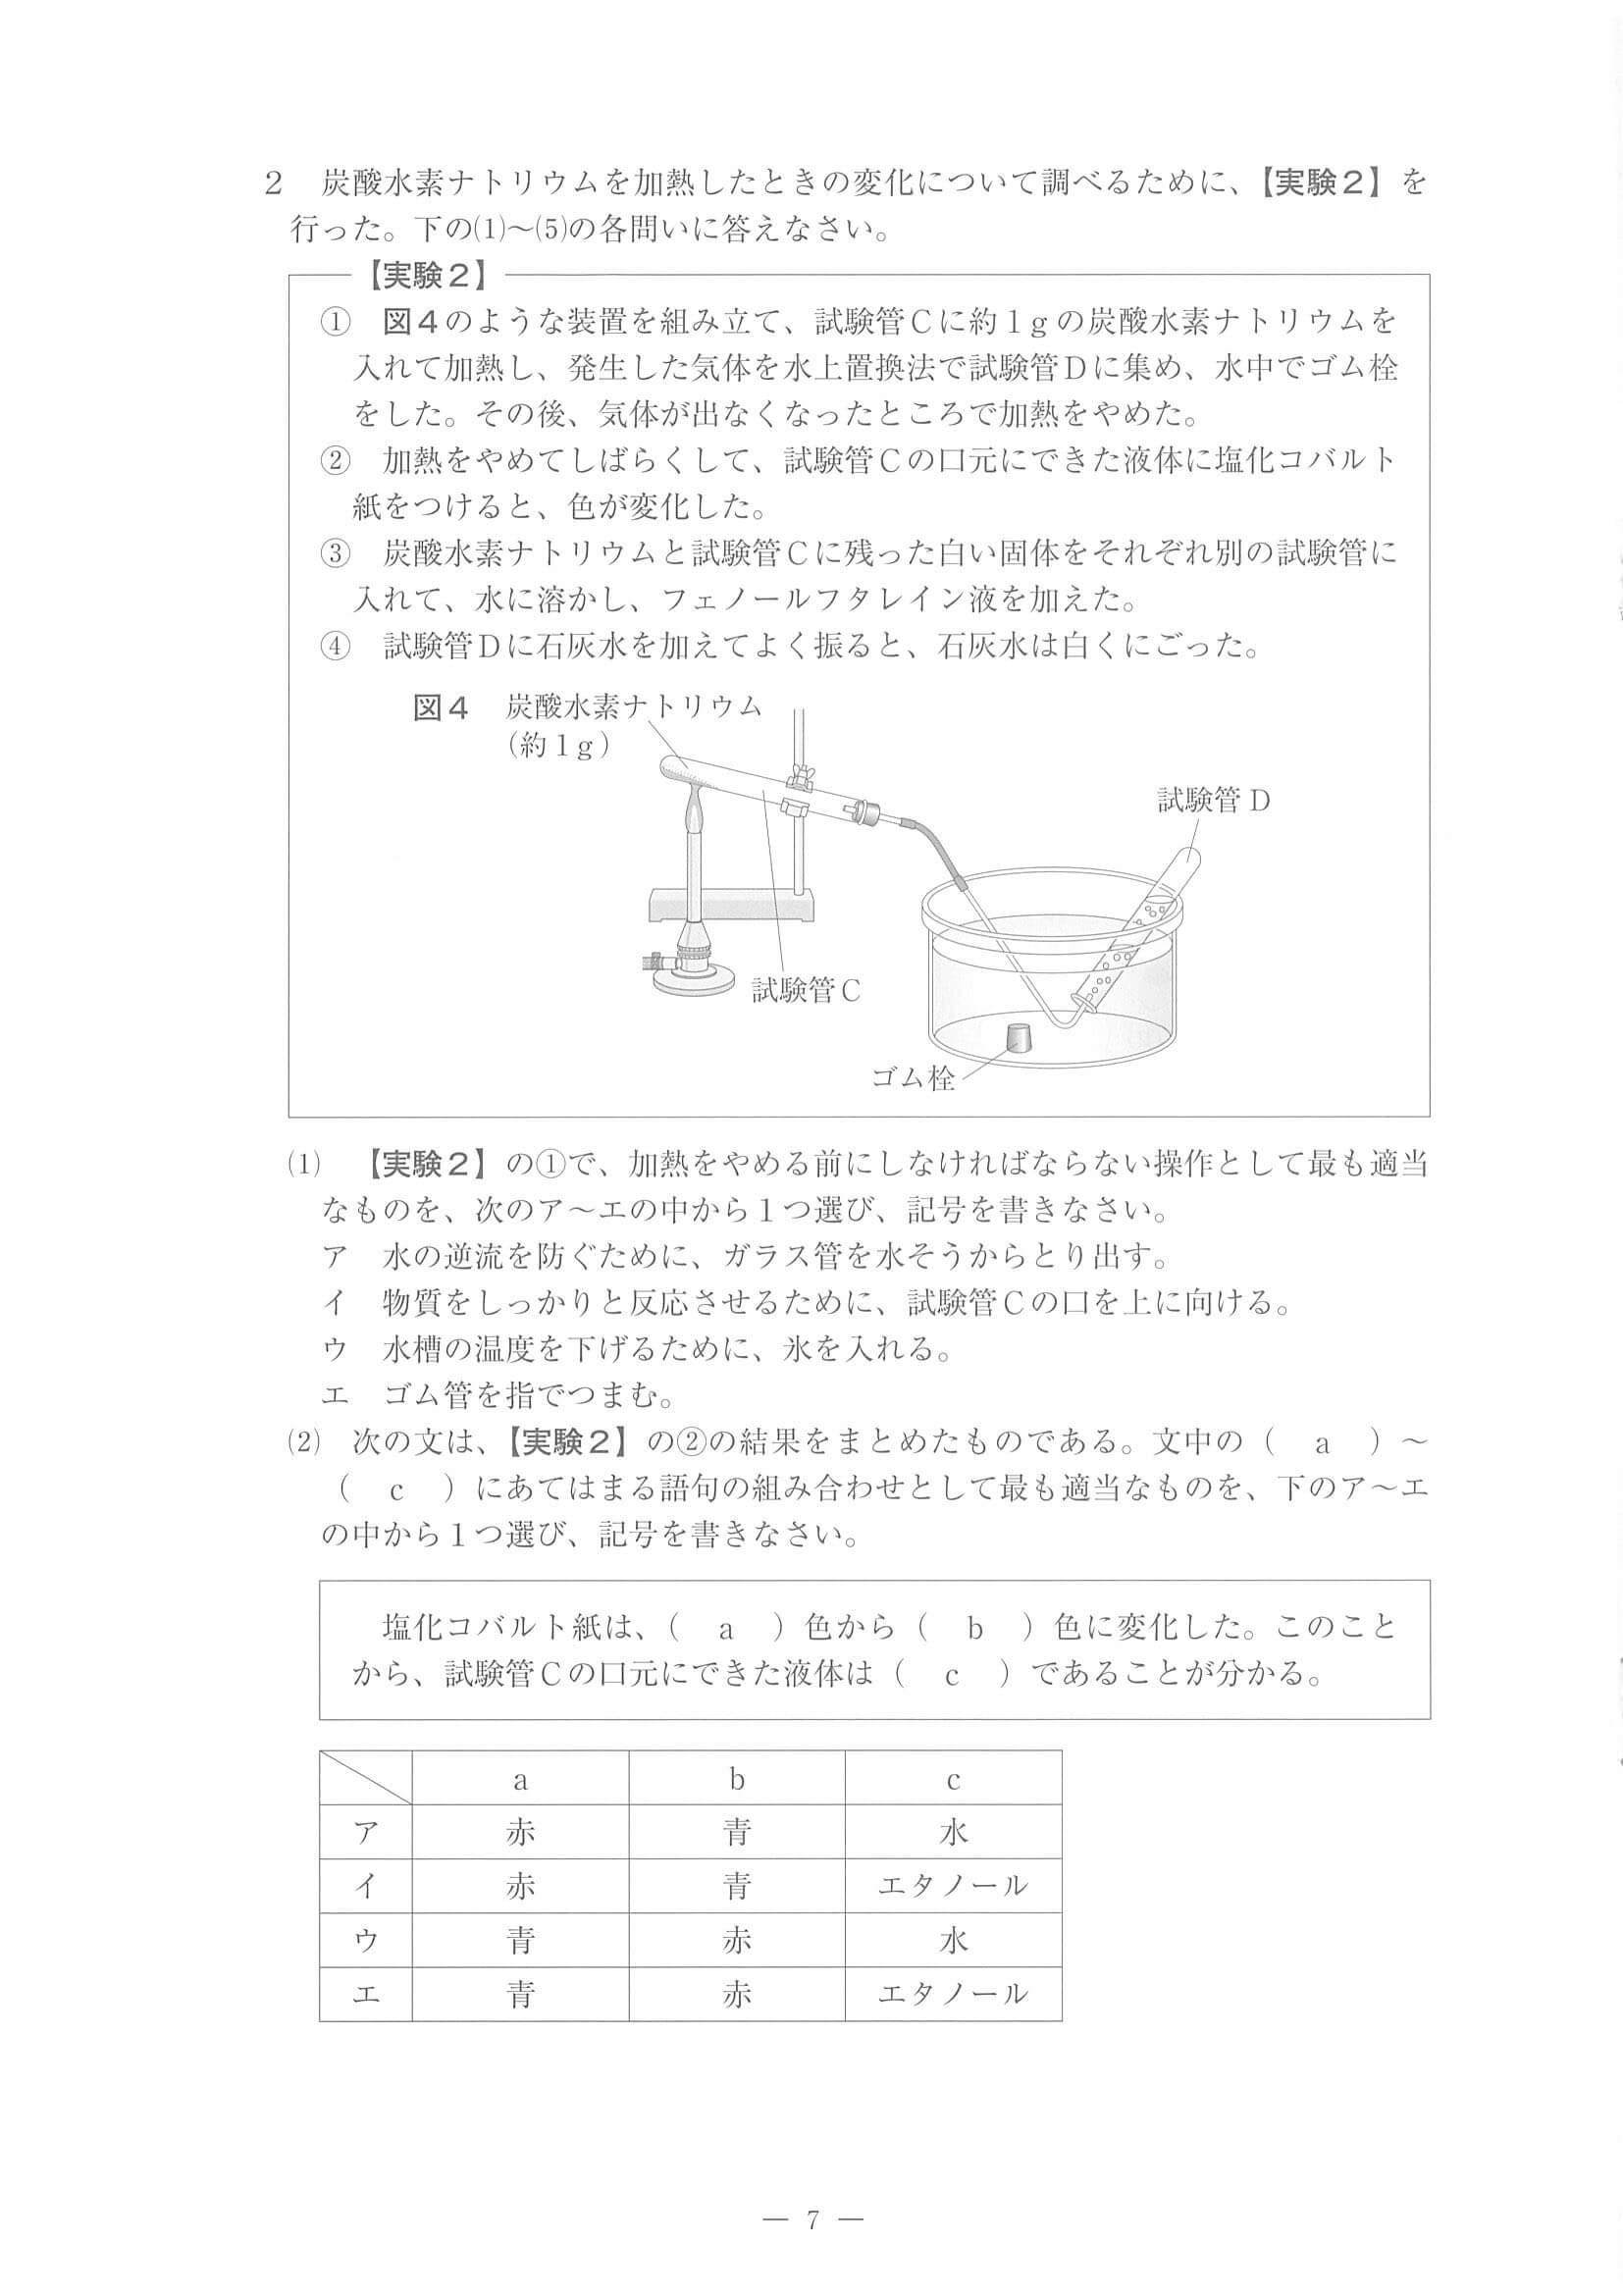 2　炭酸水素ナトリウムを加熱したときの変化について調べるために、【実験2】を
行った。下の⑴～⑸の各問いに答えなさい。
【実験2】
①　図4のような装置を組み立て、試験管Cに約1gの炭酸水素ナトリウムを
入れて加熱し、発生した気体を水上置換法で試験管Dに集め、水中でゴム栓
をした。その後、気体が出なくなったところで加熱をやめた。
②　加熱をやめてしばらくして、試験管Cの口元にできた液体に塩化コバルト
紙をつけると、色が変化した。
③　炭酸水素ナトリウムと試験管Cに残った白い固体をそれぞれ別の試験管に
入れて、水に溶かし、フェノールフタレイン液を加えた。
④　試験管Dに石灰水を加えてよく振ると、石灰水は白くにごった。
図4　炭酸水素ナトリウム
（約1g）
試験管 D
試験管C
ゴム栓
⑴　【実験2】の①で、加熱をやめる前にしなければならない操作として最も適当
なものを、次のア～エの中から1つ選び、記号を書きなさい。
ア　水の逆流を防ぐために、ガラス管を水そうからとり出す。
イ　物質をしっかりと反応させるために、試験管Cの口を上に向ける。
ウ　水槽の温度を下げるために、氷を入れる。
エ　ゴム管を指でつまむ。
⑵　次の文は、【実験2】の②の結果をまとめたものである。文中の（　a　）～
（　c　）にあてはまる語句の組み合わせとして最も適当なものを、下のア～エ
の中から1つ選び、記号を書きなさい。
塩化コバルト紙は、（　a　）色から（　b　）色に変化した。このこと
から、試験管Cの口元にできた液体は（　c　）であることが分かる。
a　b　c
ア　赤　青　水
イ　赤　青　エタノール
ウ　青　赤　水
エ　青　赤　エタノール
― 7 ―